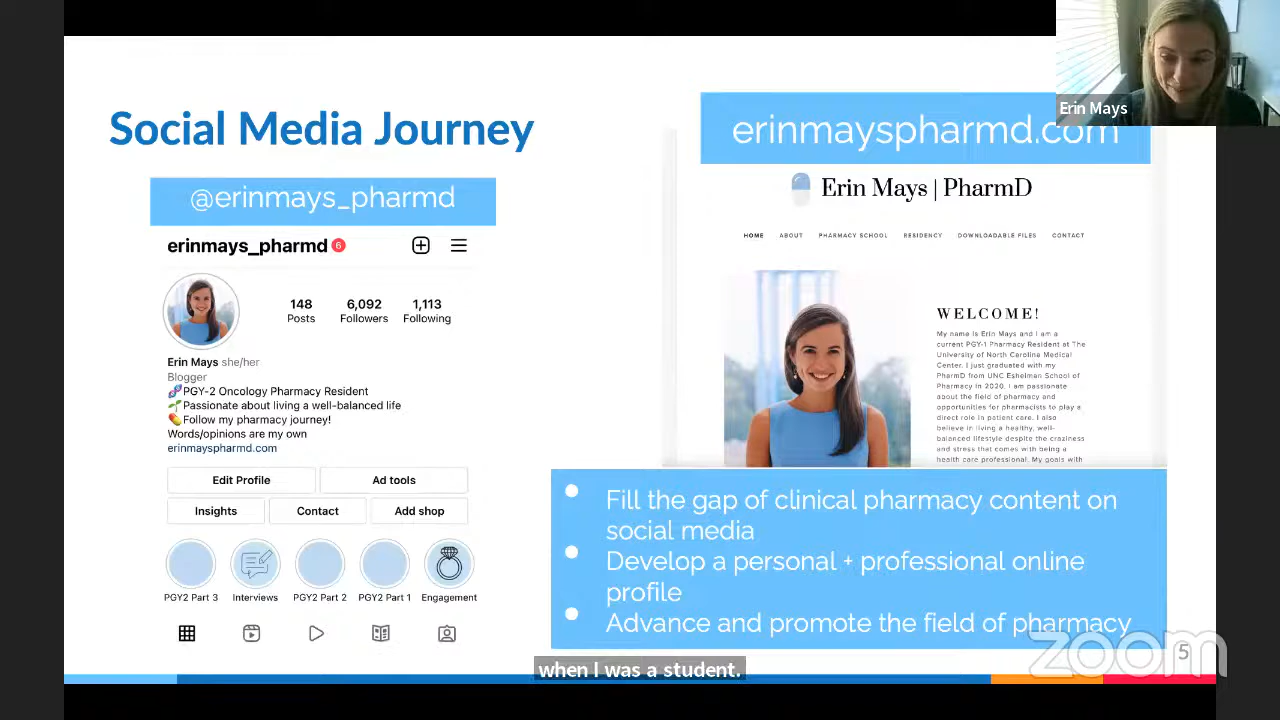 Social Media Journey
@erinmays_pharmd
erinmays_pharmd 6
148 6,092 1,113
Posts Followers Following
Erin Mays she/her
Blogger
PGY-2 Oncology Pharmacy Resident
Passionate about living a well-balanced life
Follow my pharmacy journey!
Words/opinions are my own
erinmayspharmd.com
Edit Profile Ad tools
Insights Contact Add shop
PGY2 Part 3 Interviews PGY2 Part 2 PGY2 Part 1 Engagement
erinmayspharmd.com
Erin Mays
Erin Mays | PharmD
HOME ABOUT PHARMACY SCHOOL RESIDENCY DOWNLOADABLE FILES CONTACT
WELCOME!
My name is Erin Mays and I am a
current PGY-1 Pharmacy Resident at The
University of North Carolina Medical
Center. I just graduated with my
PharmD from UNC Eshelman School of
Pharmacy in 2020. I am passionate
about the field of pharmacy and
opportunities for pharmacists to play a
direct role in patient care. I also
believe in living a healthy, well-
balanced lifestyle despite the craziness
and stress that comes with being a
health care professional. My goals with
• Fill the gap of clinical pharmacy content on
social media
• Develop a personal + professional online
profile
• Advance and promote the field of pharmacy
zoom
5
when I was a student.